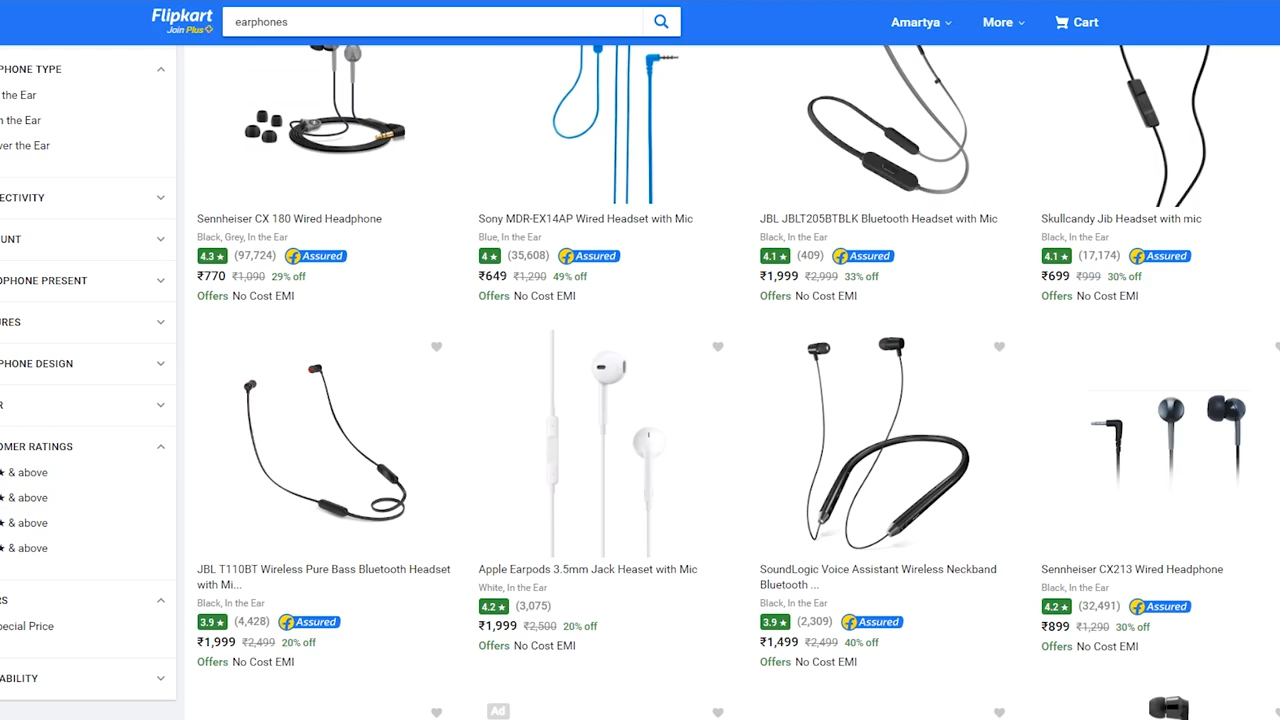 Flipkart
Join Plus
earphones
Amartya
More
Cart
PHONE TYPE
the Ear
n the Ear
ver the Ear
ECTIVITY
UNT
OPHONE PRESENT
URES
PHONE DESIGN
R
OMER RATINGS
★ & above
★ & above
★ & above
★ & above
RS
pecial Price
ABILITY
Sennheiser CX 180 Wired Headphone
Black, Grey, In the Ear
4.3 ★ (97,724) Assured
₹770 ₹1,090 29% off
Offers No Cost EMI
Sony MDR-EX14AP Wired Headset with Mic
Blue, In the Ear
4 ★ (35,608) Assured
₹649 ₹1,290 49% off
Offers No Cost EMI
JBL JBLT205BTBLK Bluetooth Headset with Mic
Black, In the Ear
4.1 ★ (409) Assured
₹1,999 ₹2,999 33% off
Offers No Cost EMI
Skullcandy Jib Headset with mic
Black, In the Ear
4.1 ★ (17,174) Assured
₹699 ₹999 30% off
Offers No Cost EMI
JBL T110BT Wireless Pure Bass Bluetooth Headset
with Mi...
Black, In the Ear
3.9 ★ (4,428) Assured
₹1,999 ₹2,499 20% off
Offers No Cost EMI
Apple Earpods 3.5mm Jack Heaset with Mic
White, In the Ear
4.2 ★ (3,075)
₹1,999 ₹2,500 20% off
Offers No Cost EMI
SoundLogic Voice Assistant Wireless Neckband
Bluetooth ...
Black, In the Ear
3.9 ★ (2,309) Assured
₹1,499 ₹2,499 40% off
Offers No Cost EMI
Sennheiser CX213 Wired Headphone
Black, In the Ear
4.2 ★ (32,491) Assured
₹899 ₹1,290 30% off
Offers No Cost EMI
Ad